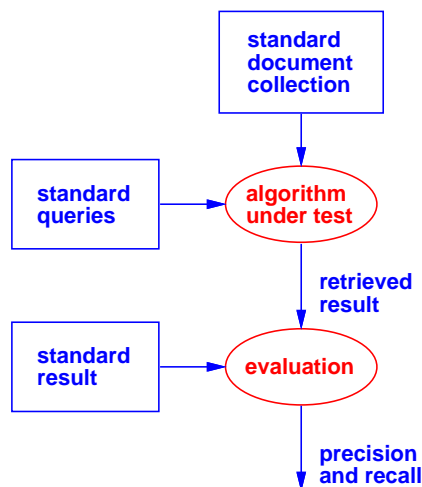 standard
document
collection
standard
queries
algorithm
under test
retrieved
result
standard
result
evaluation
precision
and recall